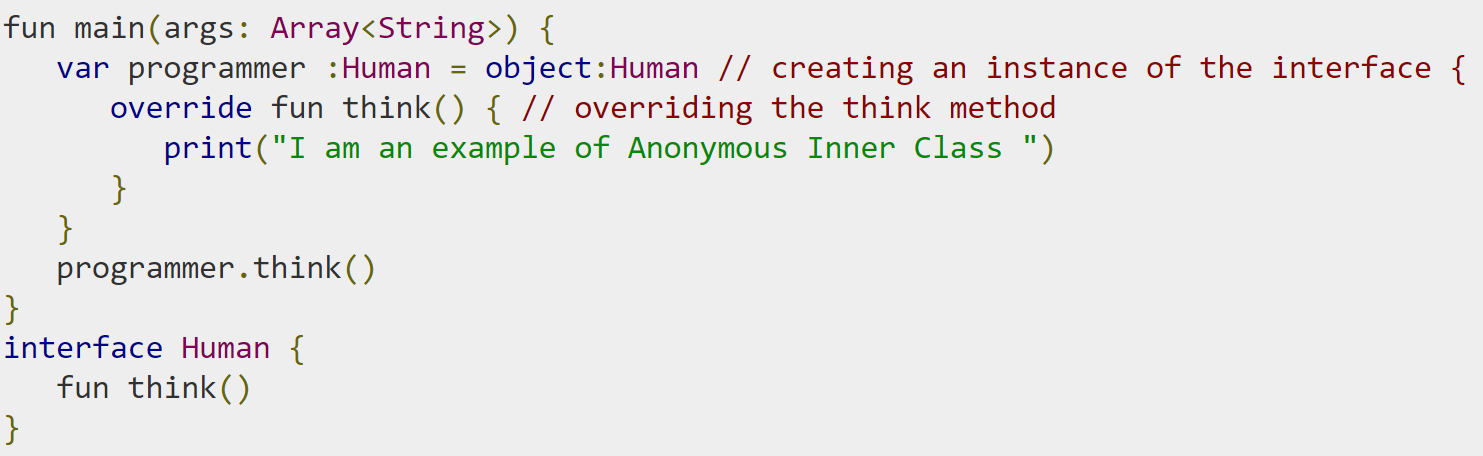 fun main(args: Array<String>) {
   var programmer :Human = object:Human // creating an instance of the interface {
      override fun think() { // overriding the think method
         print("I am an example of Anonymous Inner Class ")
      }
   }
   programmer.think()
}
interface Human {
   fun think()
}